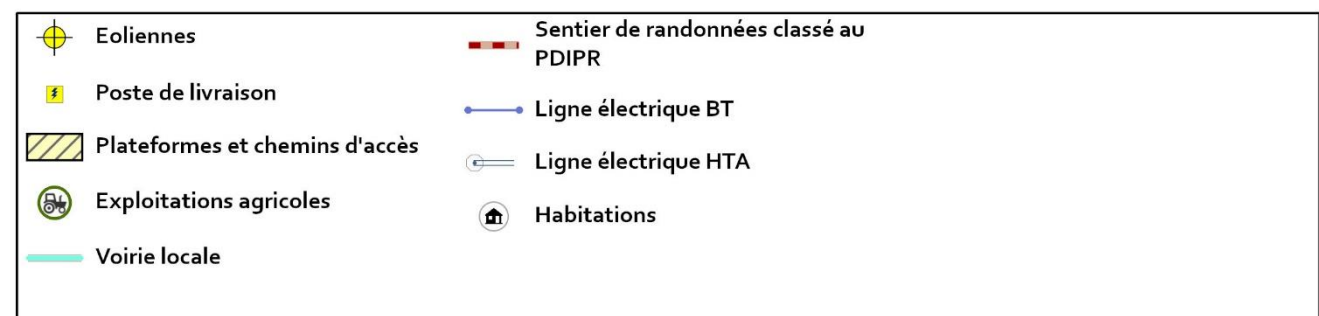 Eoliennes
Poste de livraison
Plateformes et chemins d'accès
Exploitations agricoles
Voirie locale
Sentier de randonnées classé au
PDIPR
Ligne électrique BT
Ligne électrique HTA
Habitations